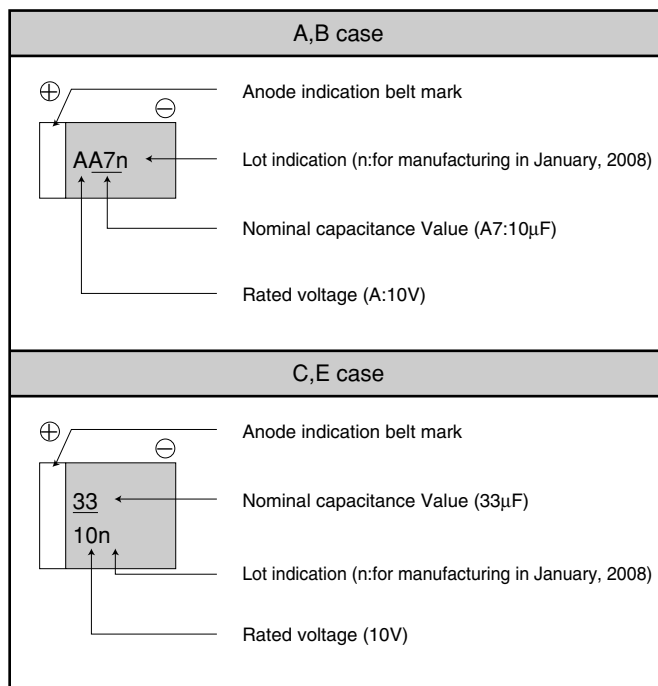 A,B case
⊕
Anode indication belt mark
⊖
AA7n
Lot indication (n:for manufacturing in January, 2008)
Nominal capacitance Value (A7:10μF)
Rated voltage (A:10V)
C,E case
⊕
Anode indication belt mark
⊖
33
Nominal capacitance Value (33μF)
10n
Lot indication (n:for manufacturing in January, 2008)
Rated voltage (10V)